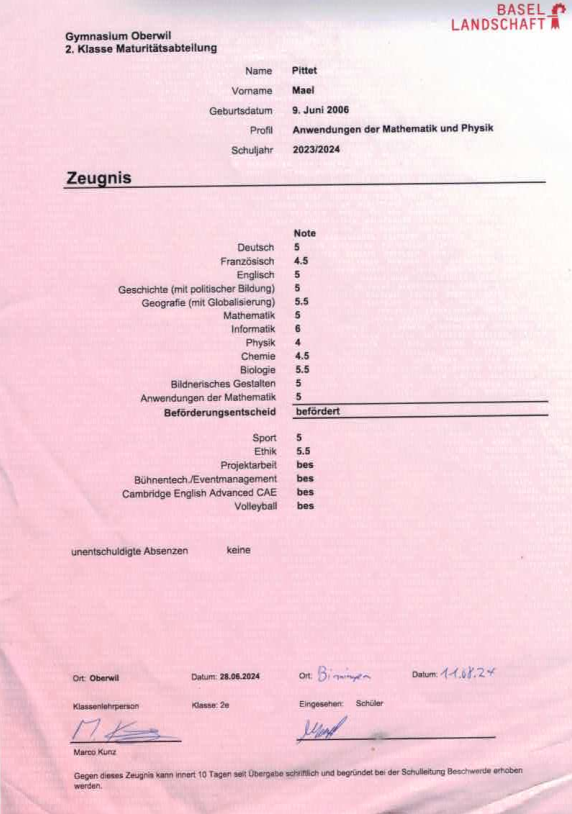 BASEL
LANDSCHAFT
Gymnasium Oberwil
2. Klasse Maturitätsabteilung
Name Pittet
Vorname Mael
Geburtsdatum 9. Juni 2006
Profil Anwendungen der Mathematik und Physik
Schuljahr 2023/2024
Zeugnis
Note
Deutsch 5
Französisch 4.5
Englisch 5
Geschichte (mit politischer Bildung) 5
Geografie (mit Globalisierung) 5.5
Mathematik 5
Informatik 6
Physik 4
Chemie 4.5
Biologie 5.5
Bildnerisches Gestalten 5
Anwendungen der Mathematik 5
Beförderungsentscheid befördert
Sport 5
Ethik 5.5
Projektarbeit bes
Bühnentech./Eventmanagement bes
Cambridge English Advanced CAE bes
Volleyball bes
unentschuldigte Absenzen keine
Ort: Oberwil Datum: 28.06.2024 Ort: Datum: 11.08.24
Klassenlehrperson Klasse: 2e Eingesehen: Schüler
Marco Kunz
Gegen dieses Zeugnis kann innert 10 Tagen seit Übergabe schriftlich und begründet bei der Schulleitung Beschwerde erhoben
werden.